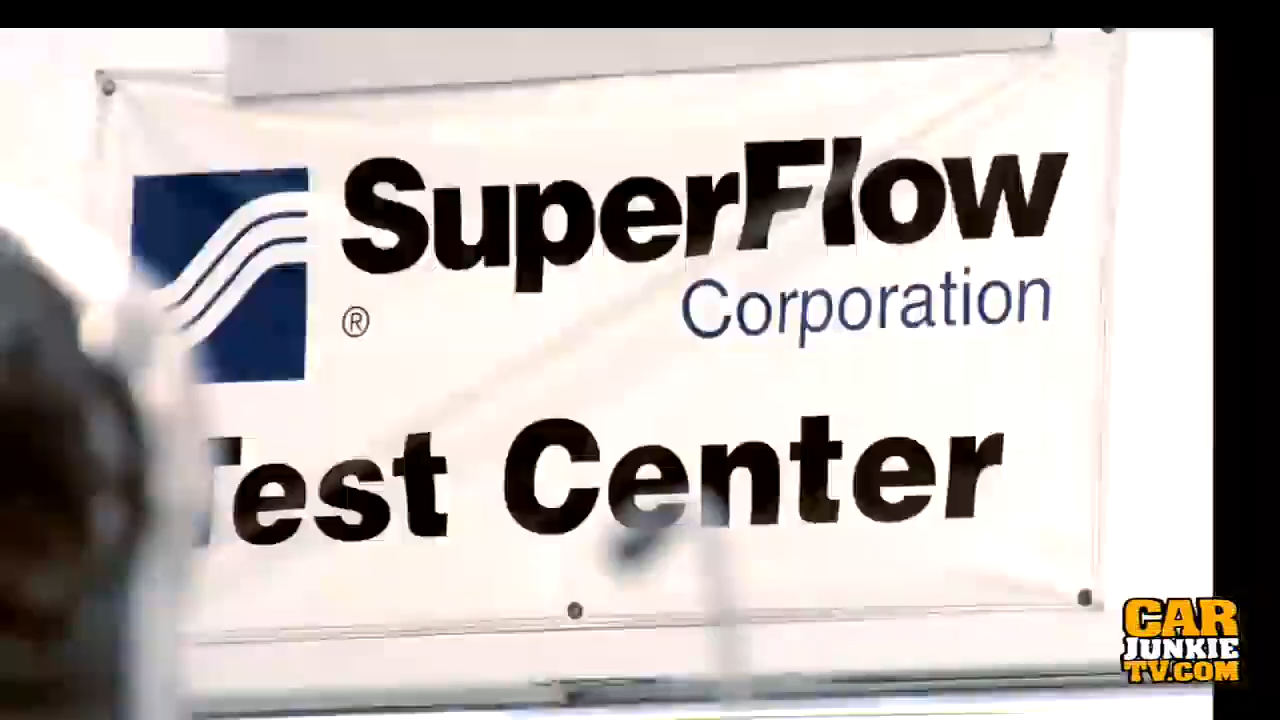 SuperFlow
®
Corporation
Test Center
CAR
JUNKIE
TV.COM